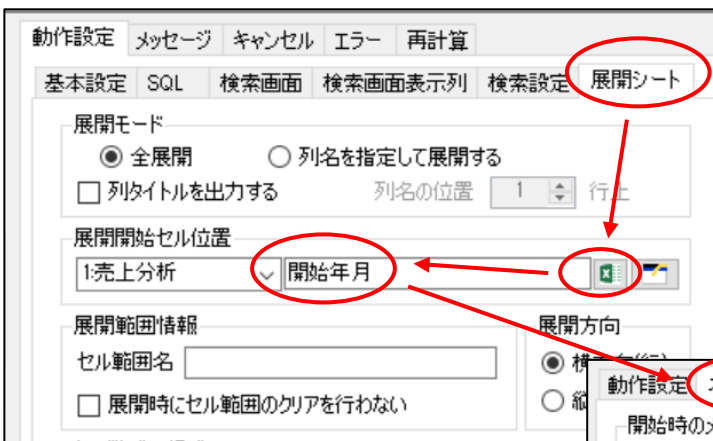 動作設定 メッセージ キャンセル エラー 再計算
基本設定 SQL 検索画面 検索画面表示列 検索設定 展開シート
展開モード
全展開 列名を指定して展開する
列タイトルを出力する 列名の位置 1 行上
展開開始セル位置
1:売上分析 開始年月
展開範囲情報 展開方向
セル範囲名
展開時にセル範囲のクリアを行わない
動作設定
開始時の